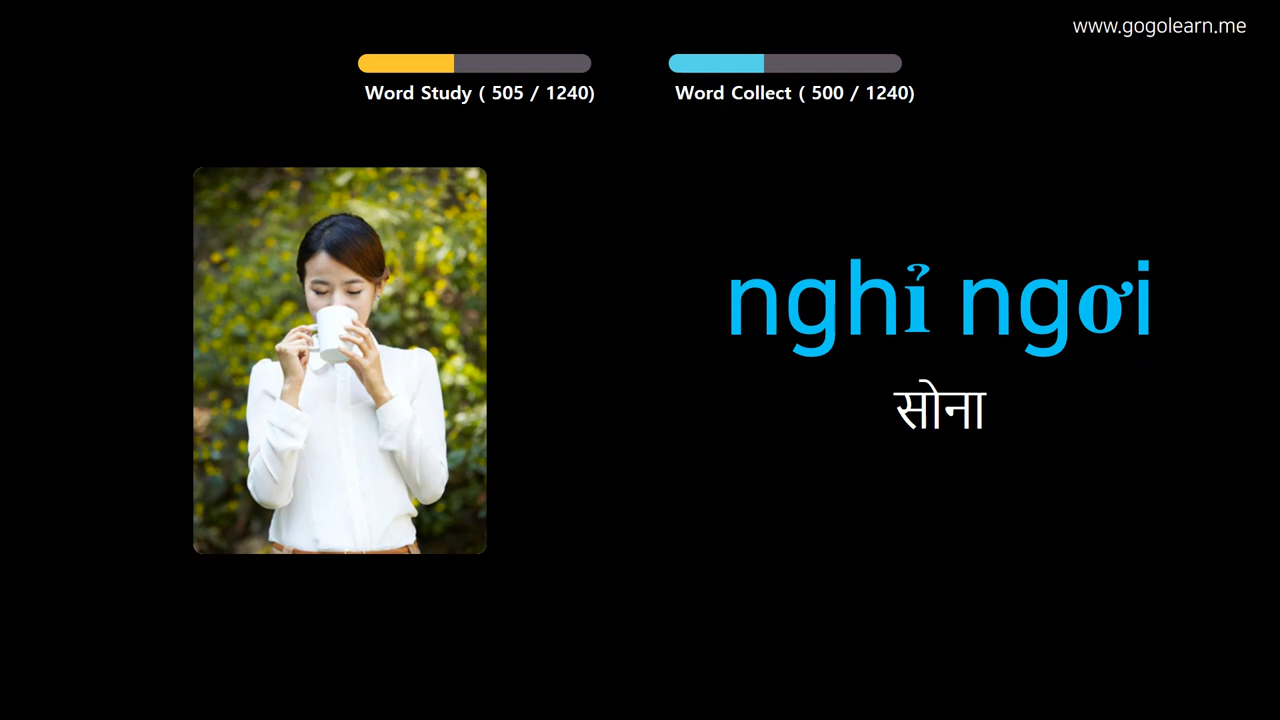 www.gogolearn.me
Word Study ( 505 / 1240)
Word Collect ( 500 / 1240)
nghỉ ngơi
सोना